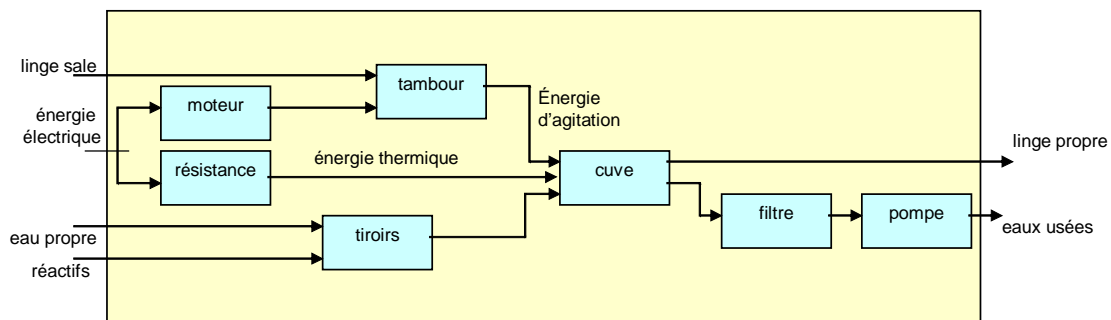 linge sale
tambour
moteur
énergie
électrique
Énergie
d'agitation
résistance
énergie thermique
cuve
linge propre
eau propre
tiroirs
filtre
pompe
eaux usées
réactifs